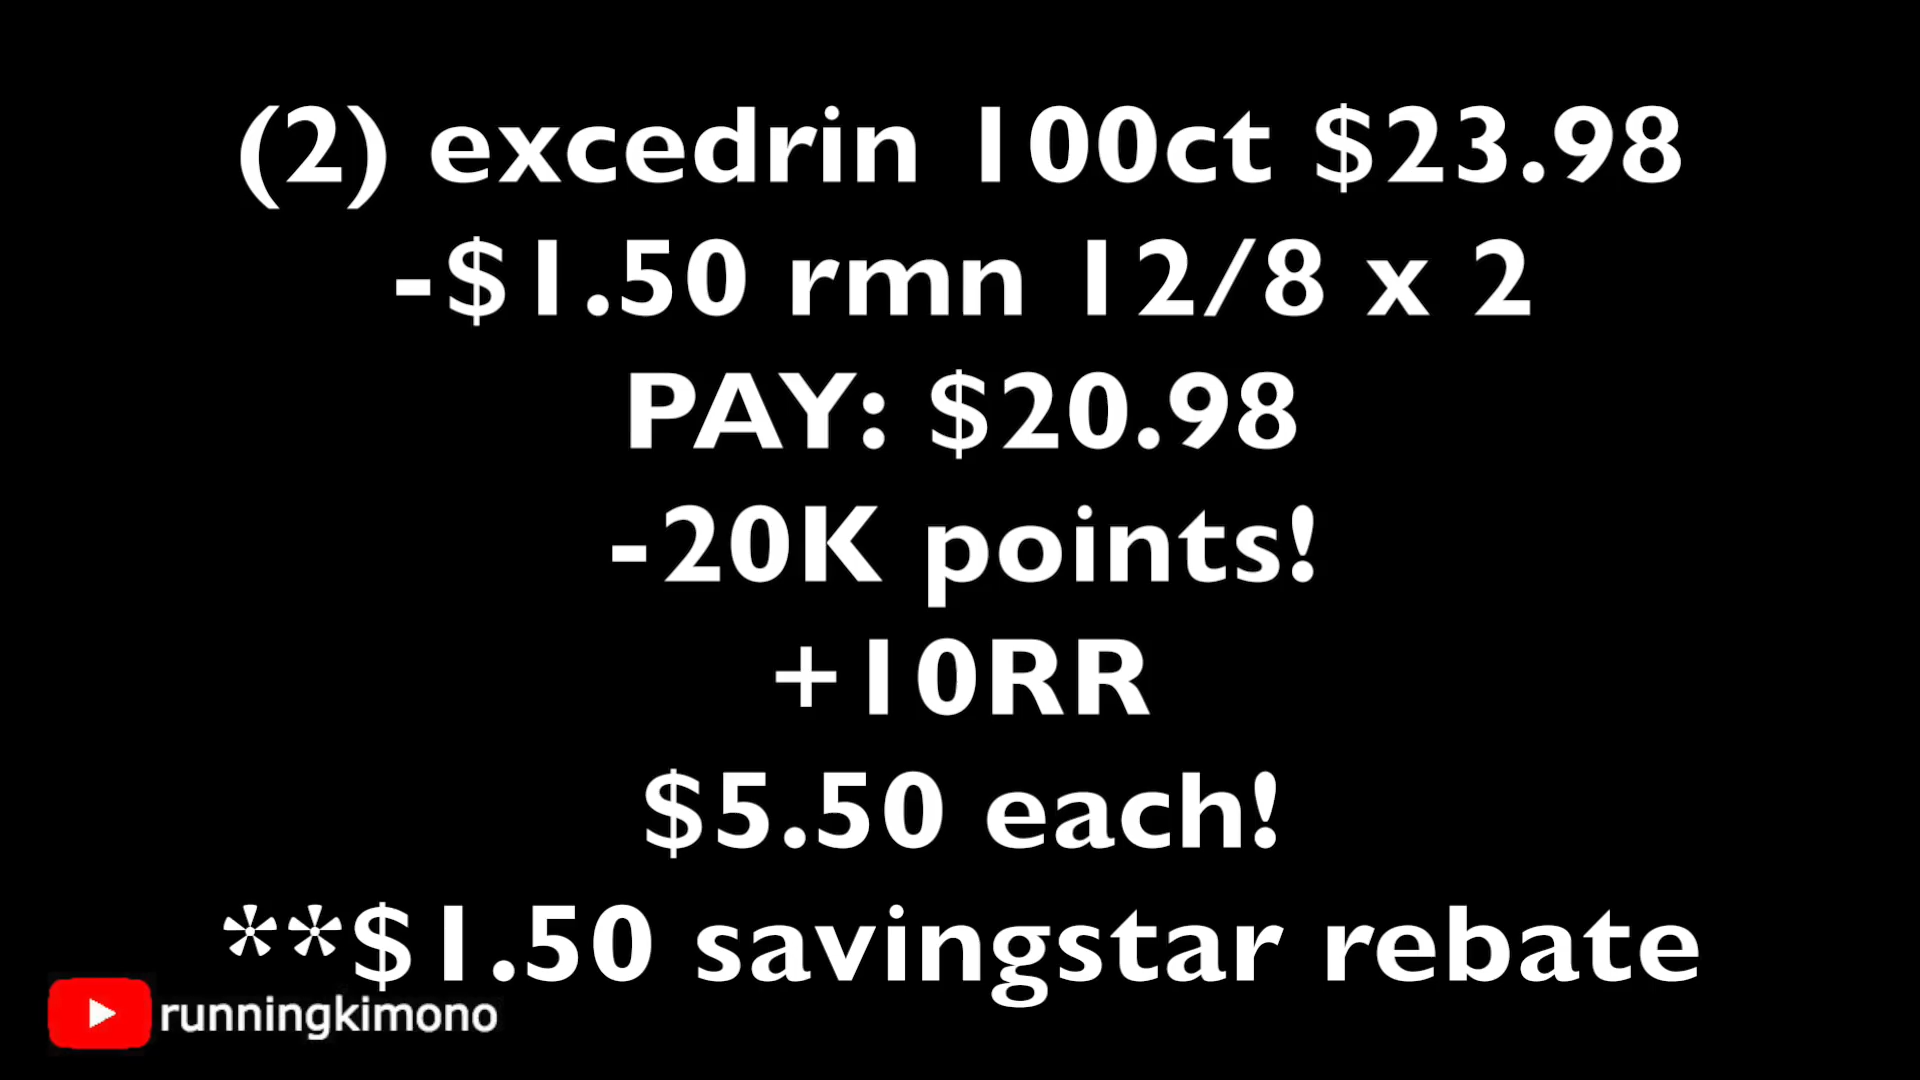 (2) excedrin 100ct $23.98
-$1.50 rmn 12/8 x 2
PAY: $20.98
-20K points!
+10RR
$5.50 each!
**$1.50 savingstar rebate
runningkimono